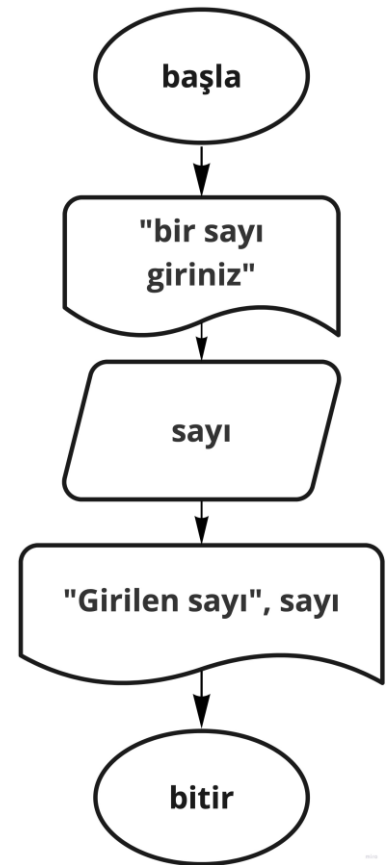 başla
"bir sayı
giriniz"
sayı
"Girilen sayı", sayı
bitir